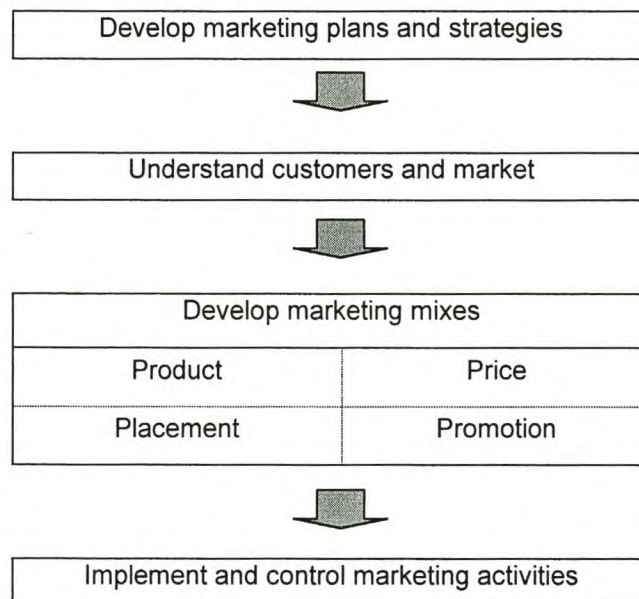 Develop marketing plans and strategies
Understand customers and market
Develop marketing mixes
Product Price
Placement Promotion
Implement and control marketing activities